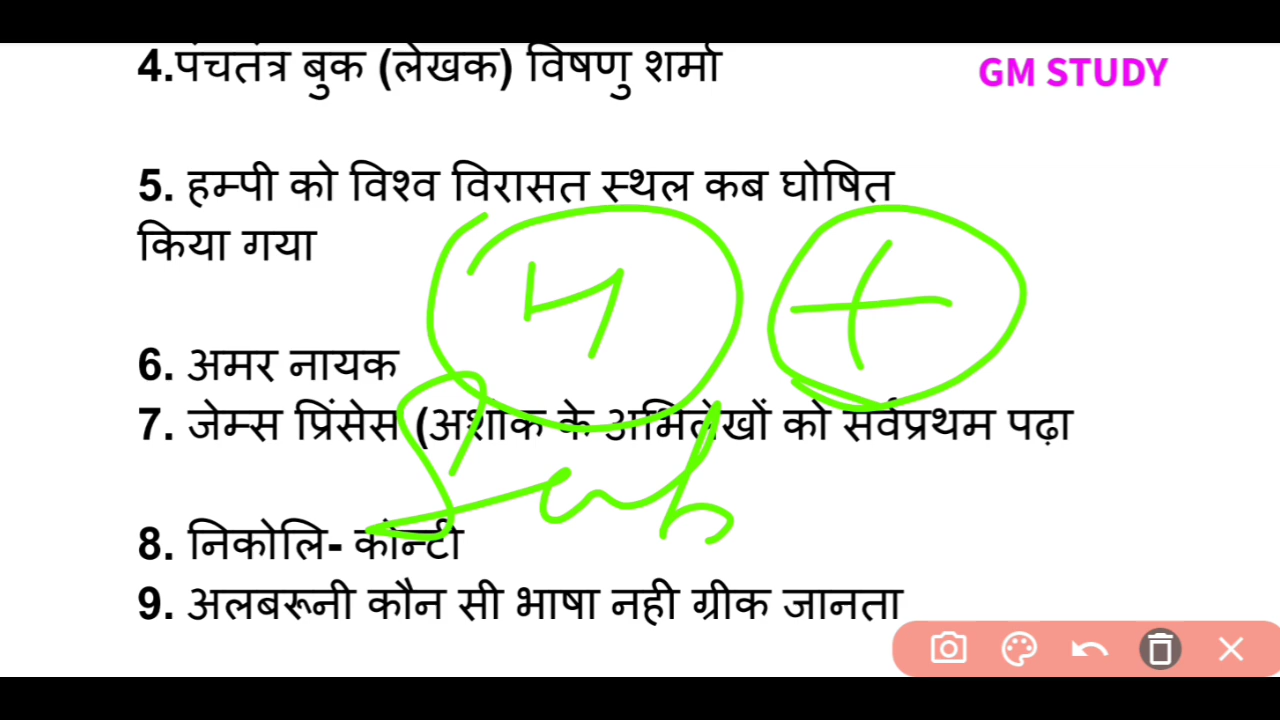 4.पंचतंत्र बुक (लेखक) विषणु शर्मा
GM STUDY
5. हम्पी को विश्व विरासत स्थल कब घोषित
किया गया
6. अमर नायक
7. जेम्स प्रिंसेस (अशोक के अभिलेखों को सर्वप्रथम पढ़ा
8. निकोलि- कोन्टी
9. अलबरूनी कौन सी भाषा नही ग्रीक जानता